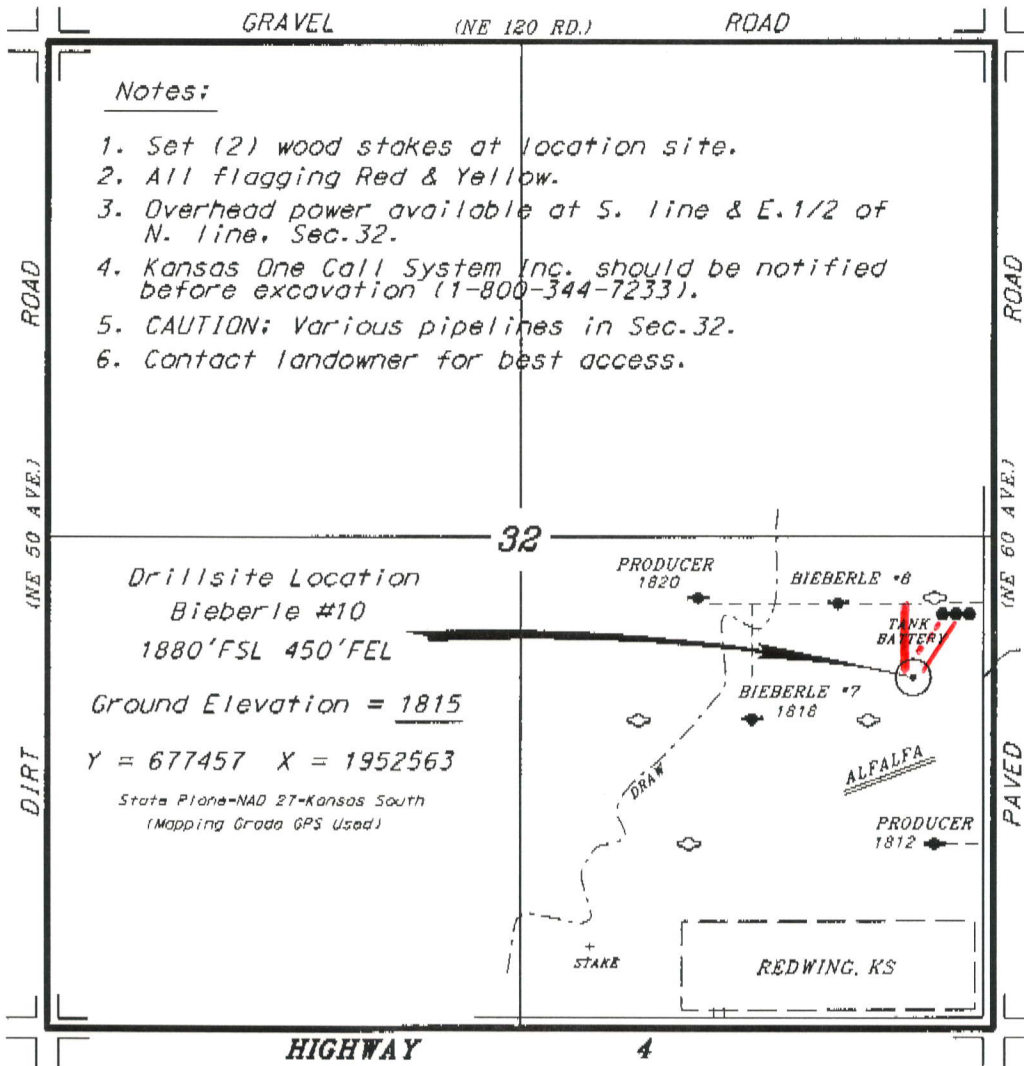 GRAVEL (NE 120 RD.) ROAD
Notes:
1. Set (2) wood stakes at location site.
2. All flagging Red & Yellow.
3. Overhead power available at S. line & E.1/2 of
N. line, Sec.32.
4. Kansas One Call System Inc. should be notified
before excavation (1-800-344-7233).
5. CAUTION: Various pipelines in Sec.32.
6. Contact landowner for best access.
ROAD
(NE 50 AVE.)
DIRT
ROAD
(NE 60 AVE.)
PAVED
32
Drillsite Location
Bieberle #10
1880'FSL 450'FEL
Ground Elevation = 1815
Y = 677457 X = 1952563
State Plane-NAD 27-Kansas South
(Mapping Grade GPS Used)
PRODUCER
1820
BIEBERLE
TANK
BATTERY
BIEBERLE #7
1818
DRAW
ALFALFA
PRODUCER
1812
STAKE
REDWING, KS
HIGHWAY 4